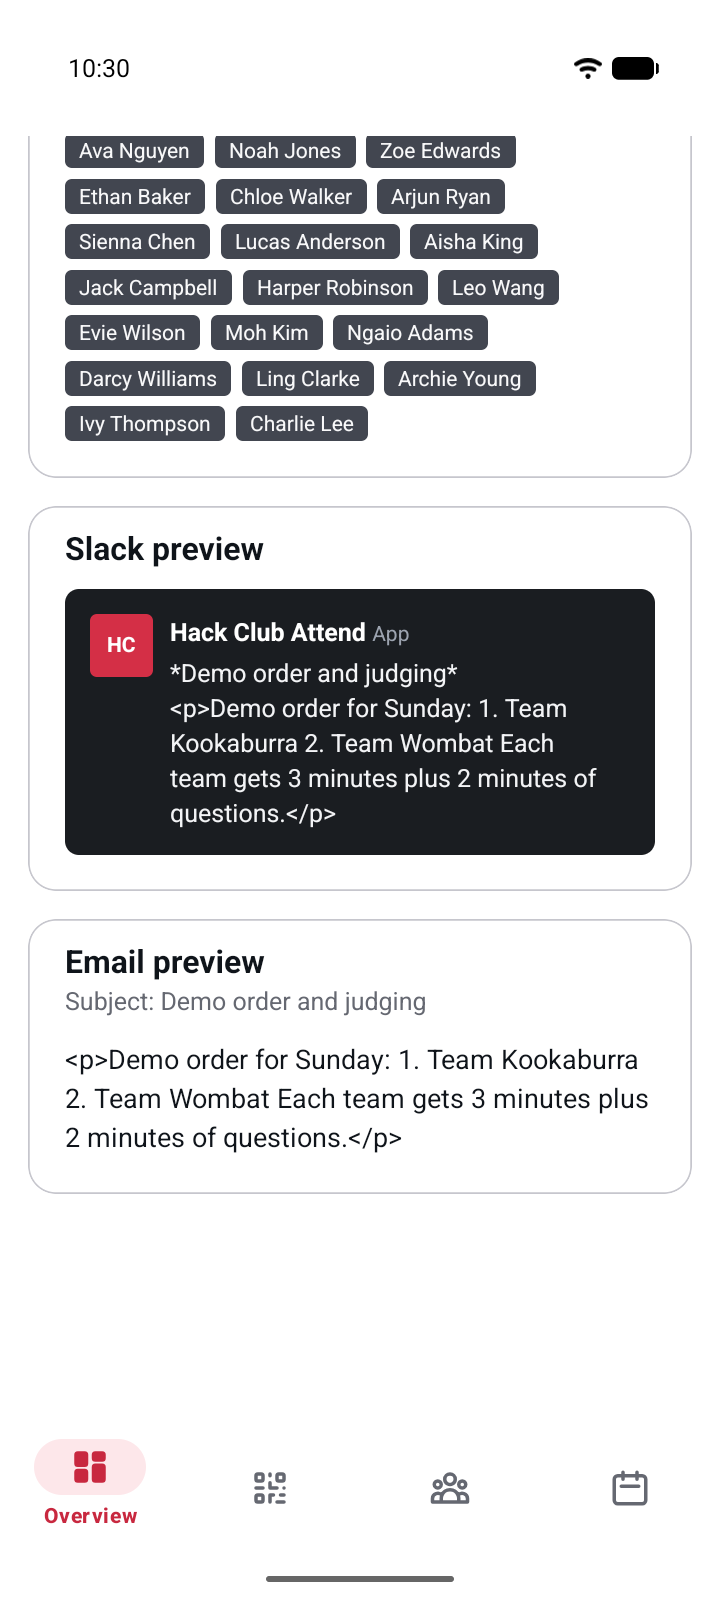 10:30
Ava Nguyen Noah Jones Zoe Edwards
Ethan Baker Chloe Walker Arjun Ryan
Sienna Chen Lucas Anderson Aisha King
Jack Campbell Harper Robinson Leo Wang
Evie Wilson Moh Kim Ngaio Adams
Darcy Williams Ling Clarke Archie Young
Ivy Thompson Charlie Lee
Slack preview
HC
Hack Club Attend App
*Demo order and judging*
<p>Demo order for Sunday: 1. Team
Kookaburra 2. Team Wombat Each
team gets 3 minutes plus 2 minutes of
questions.</p>
Email preview
Subject: Demo order and judging
<p>Demo order for Sunday: 1. Team Kookaburra
2. Team Wombat Each team gets 3 minutes plus
2 minutes of questions.</p>
Overview